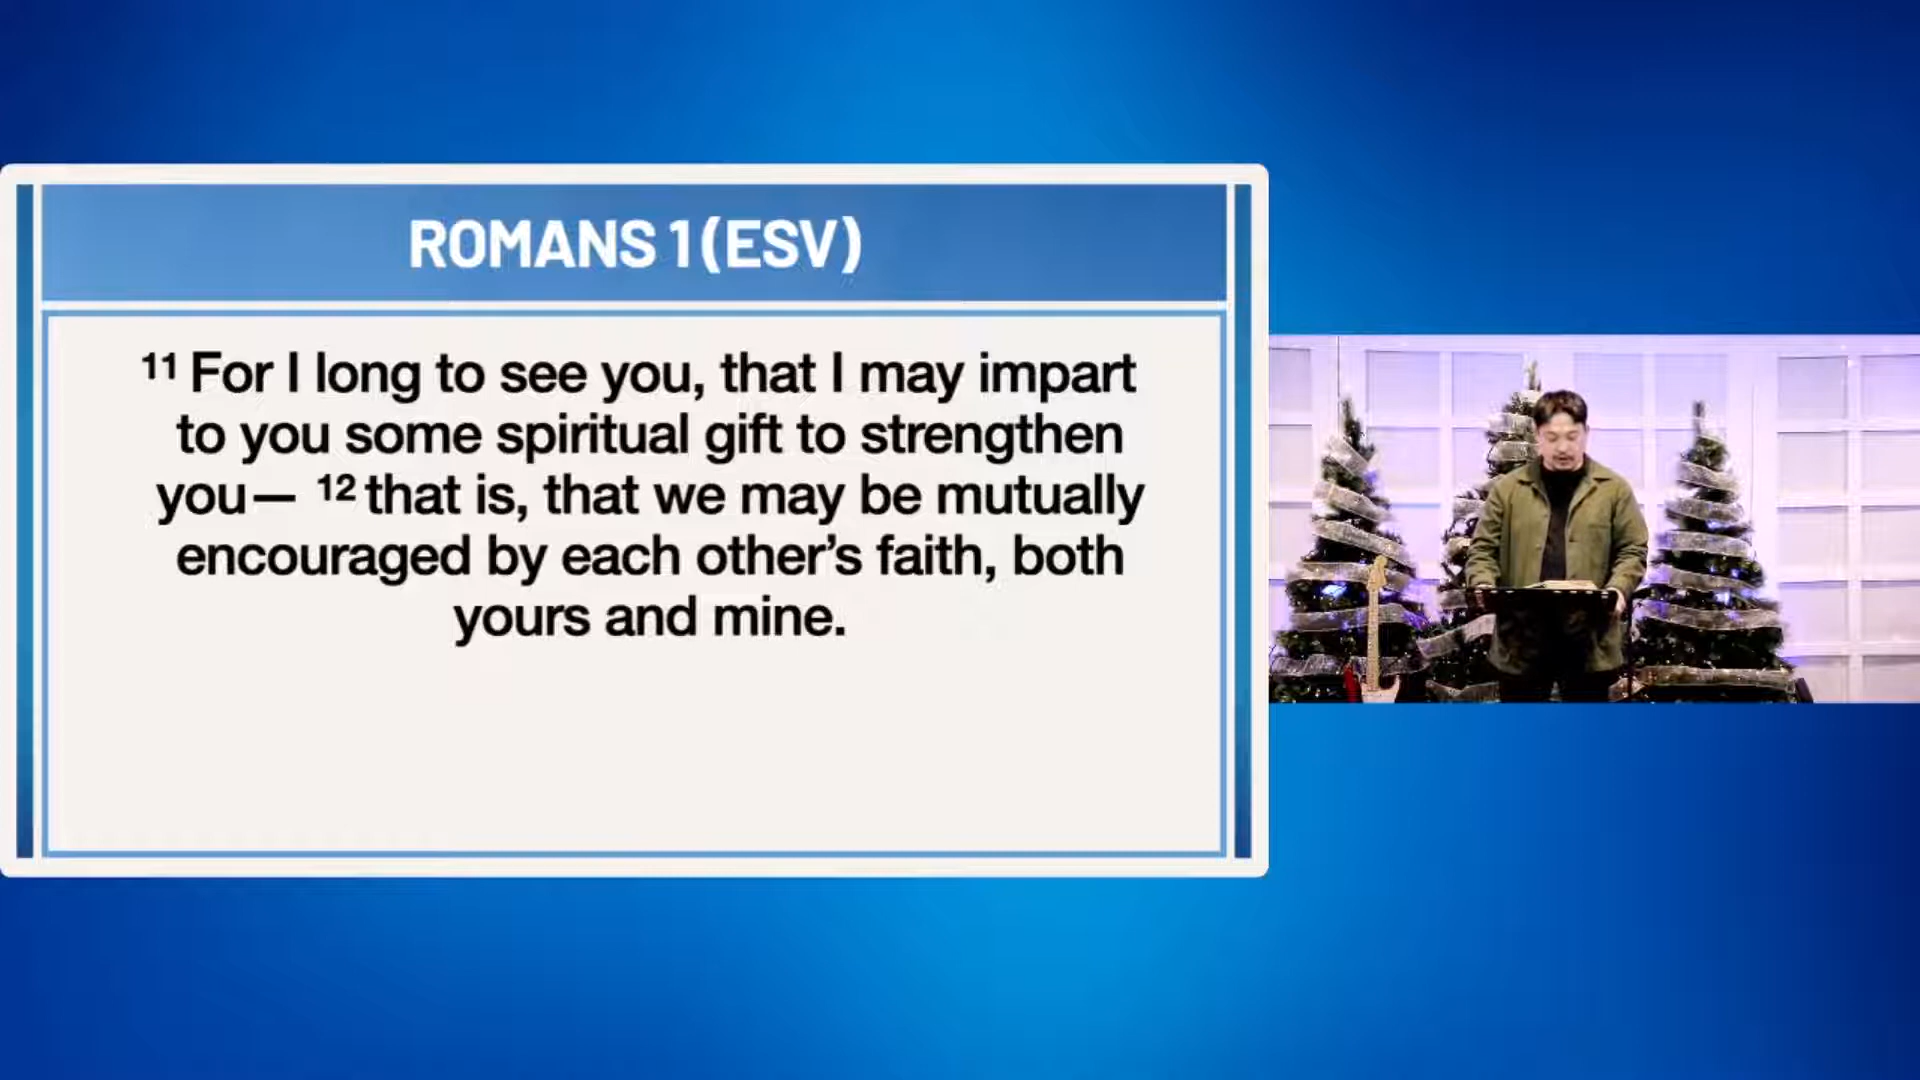 ROMANS 1 (ESV)
¹¹ For I long to see you, that I may impart
to you some spiritual gift to strengthen
you— ¹² that is, that we may be mutually
encouraged by each other’s faith, both
yours and mine.